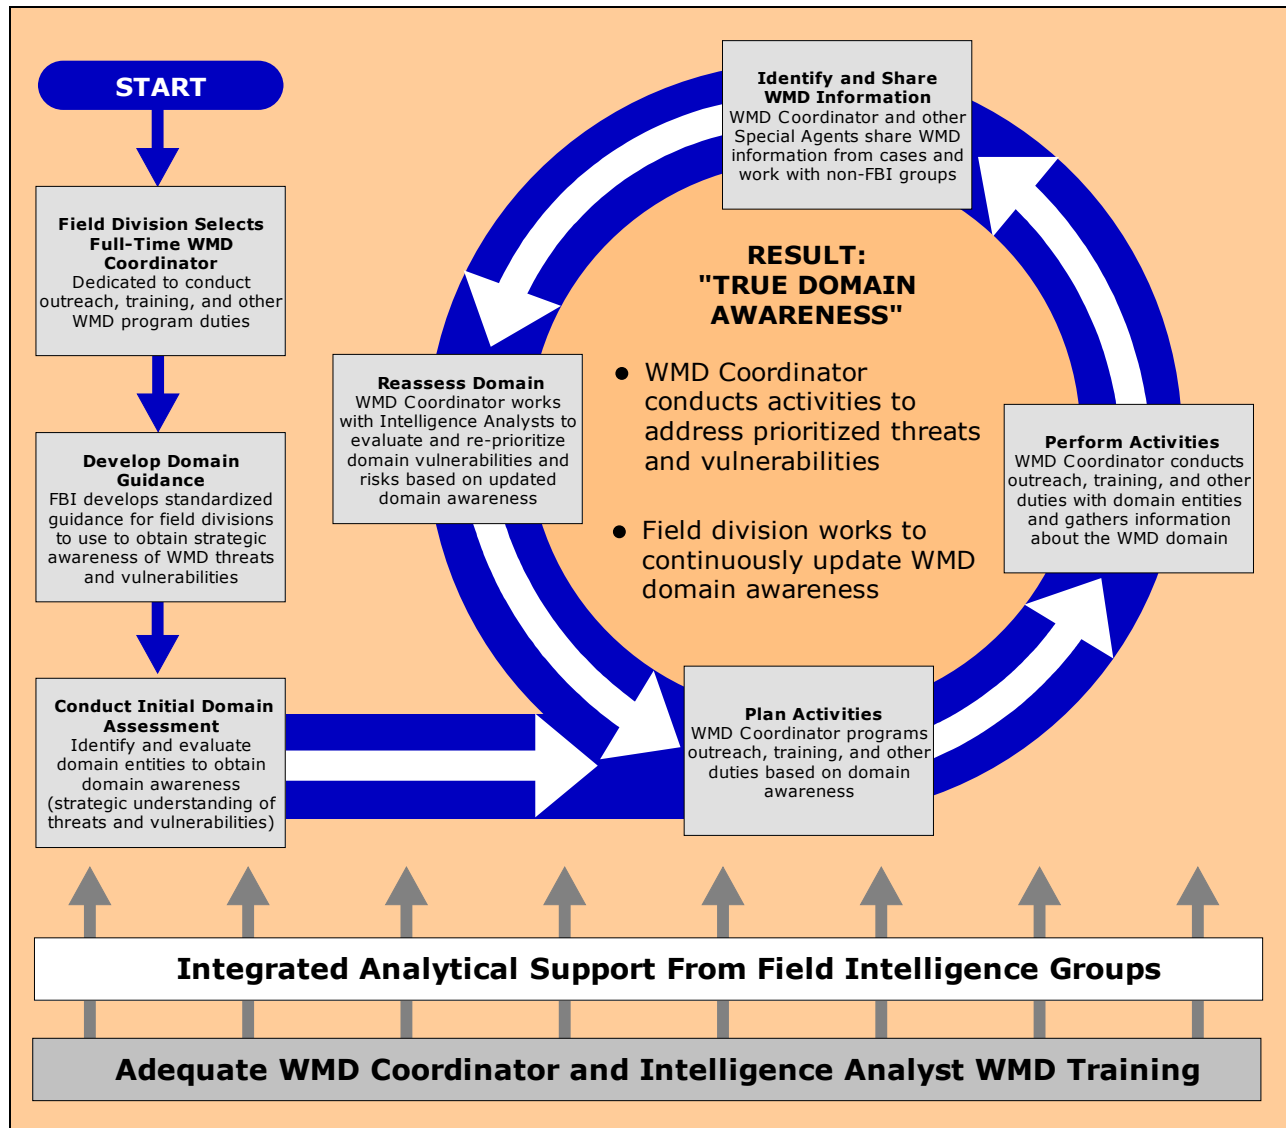 START
Field Division Selects
Full-Time WMD
Coordinator
Dedicated to conduct
outreach, training, and other
WMD program duties
Develop Domain
Guidance
FBI develops standardized
guidance for field divisions
to use to obtain strategic
awareness of WMD threats
and vulnerabilities
Conduct Initial Domain
Assessment
Identify and evaluate
domain entities to obtain
domain awareness
(strategic understanding of
threats and vulnerabilities)
Plan Activities
WMD Coordinator programs
outreach, training, and other
duties based on domain
awareness
Perform Activities
WMD Coordinator conducts
outreach, training, and other
duties with domain entities
and gathers information
about the WMD domain
Identify and Share
WMD Information
WMD Coordinator and other
Special Agents share WMD
information from cases and
work with non-FBI groups
Reassess Domain
WMD Coordinator works
with Intelligence Analysts to
evaluate and re-prioritize
domain vulnerabilities and
risks based on updated
domain awareness
RESULT:
"TRUE DOMAIN
AWARENESS"
● WMD Coordinator
conducts activities to
address prioritized threats
and vulnerabilities
● Field division works to
continuously update WMD
domain awareness
Integrated Analytical Support From Field Intelligence Groups
Adequate WMD Coordinator and Intelligence Analyst WMD Training